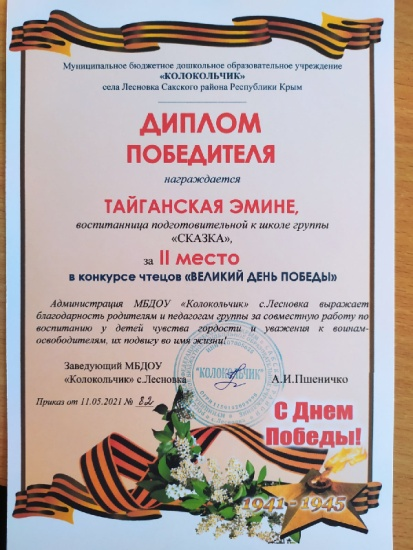 Муниципальное бюджетное дошкольное образовательное учреждение
«КОЛОКОЛЬЧИК»
села Лесновка Сакского района Республики Крым
ДИПЛОМ
ПОБЕДИТЕЛЯ
награждается
ТАЙГАНСКАЯ ЭМИНЕ,
воспитанница подготовительной к школе группы
«СКАЗКА»,
за II место
в конкурсе чтецов «ВЕЛИКИЙ ДЕНЬ ПОБЕДЫ»
Администрация МБДОУ «Колокольчик» с.Лесновка выражает
благодарность родителям и педагогам группы за совместную работу по
воспитанию у детей чувства гордости и уважения к воинам-
освободителям, их подвигу во имя жизни!
Заведующий МБДОУ
«Колокольчик» с.Лесновка А.И.Пшеничко
"КОЛОКОЛЬЧИК"
Приказ от 11.05.2021 № 82
С Днем
Победы!
1941-1945